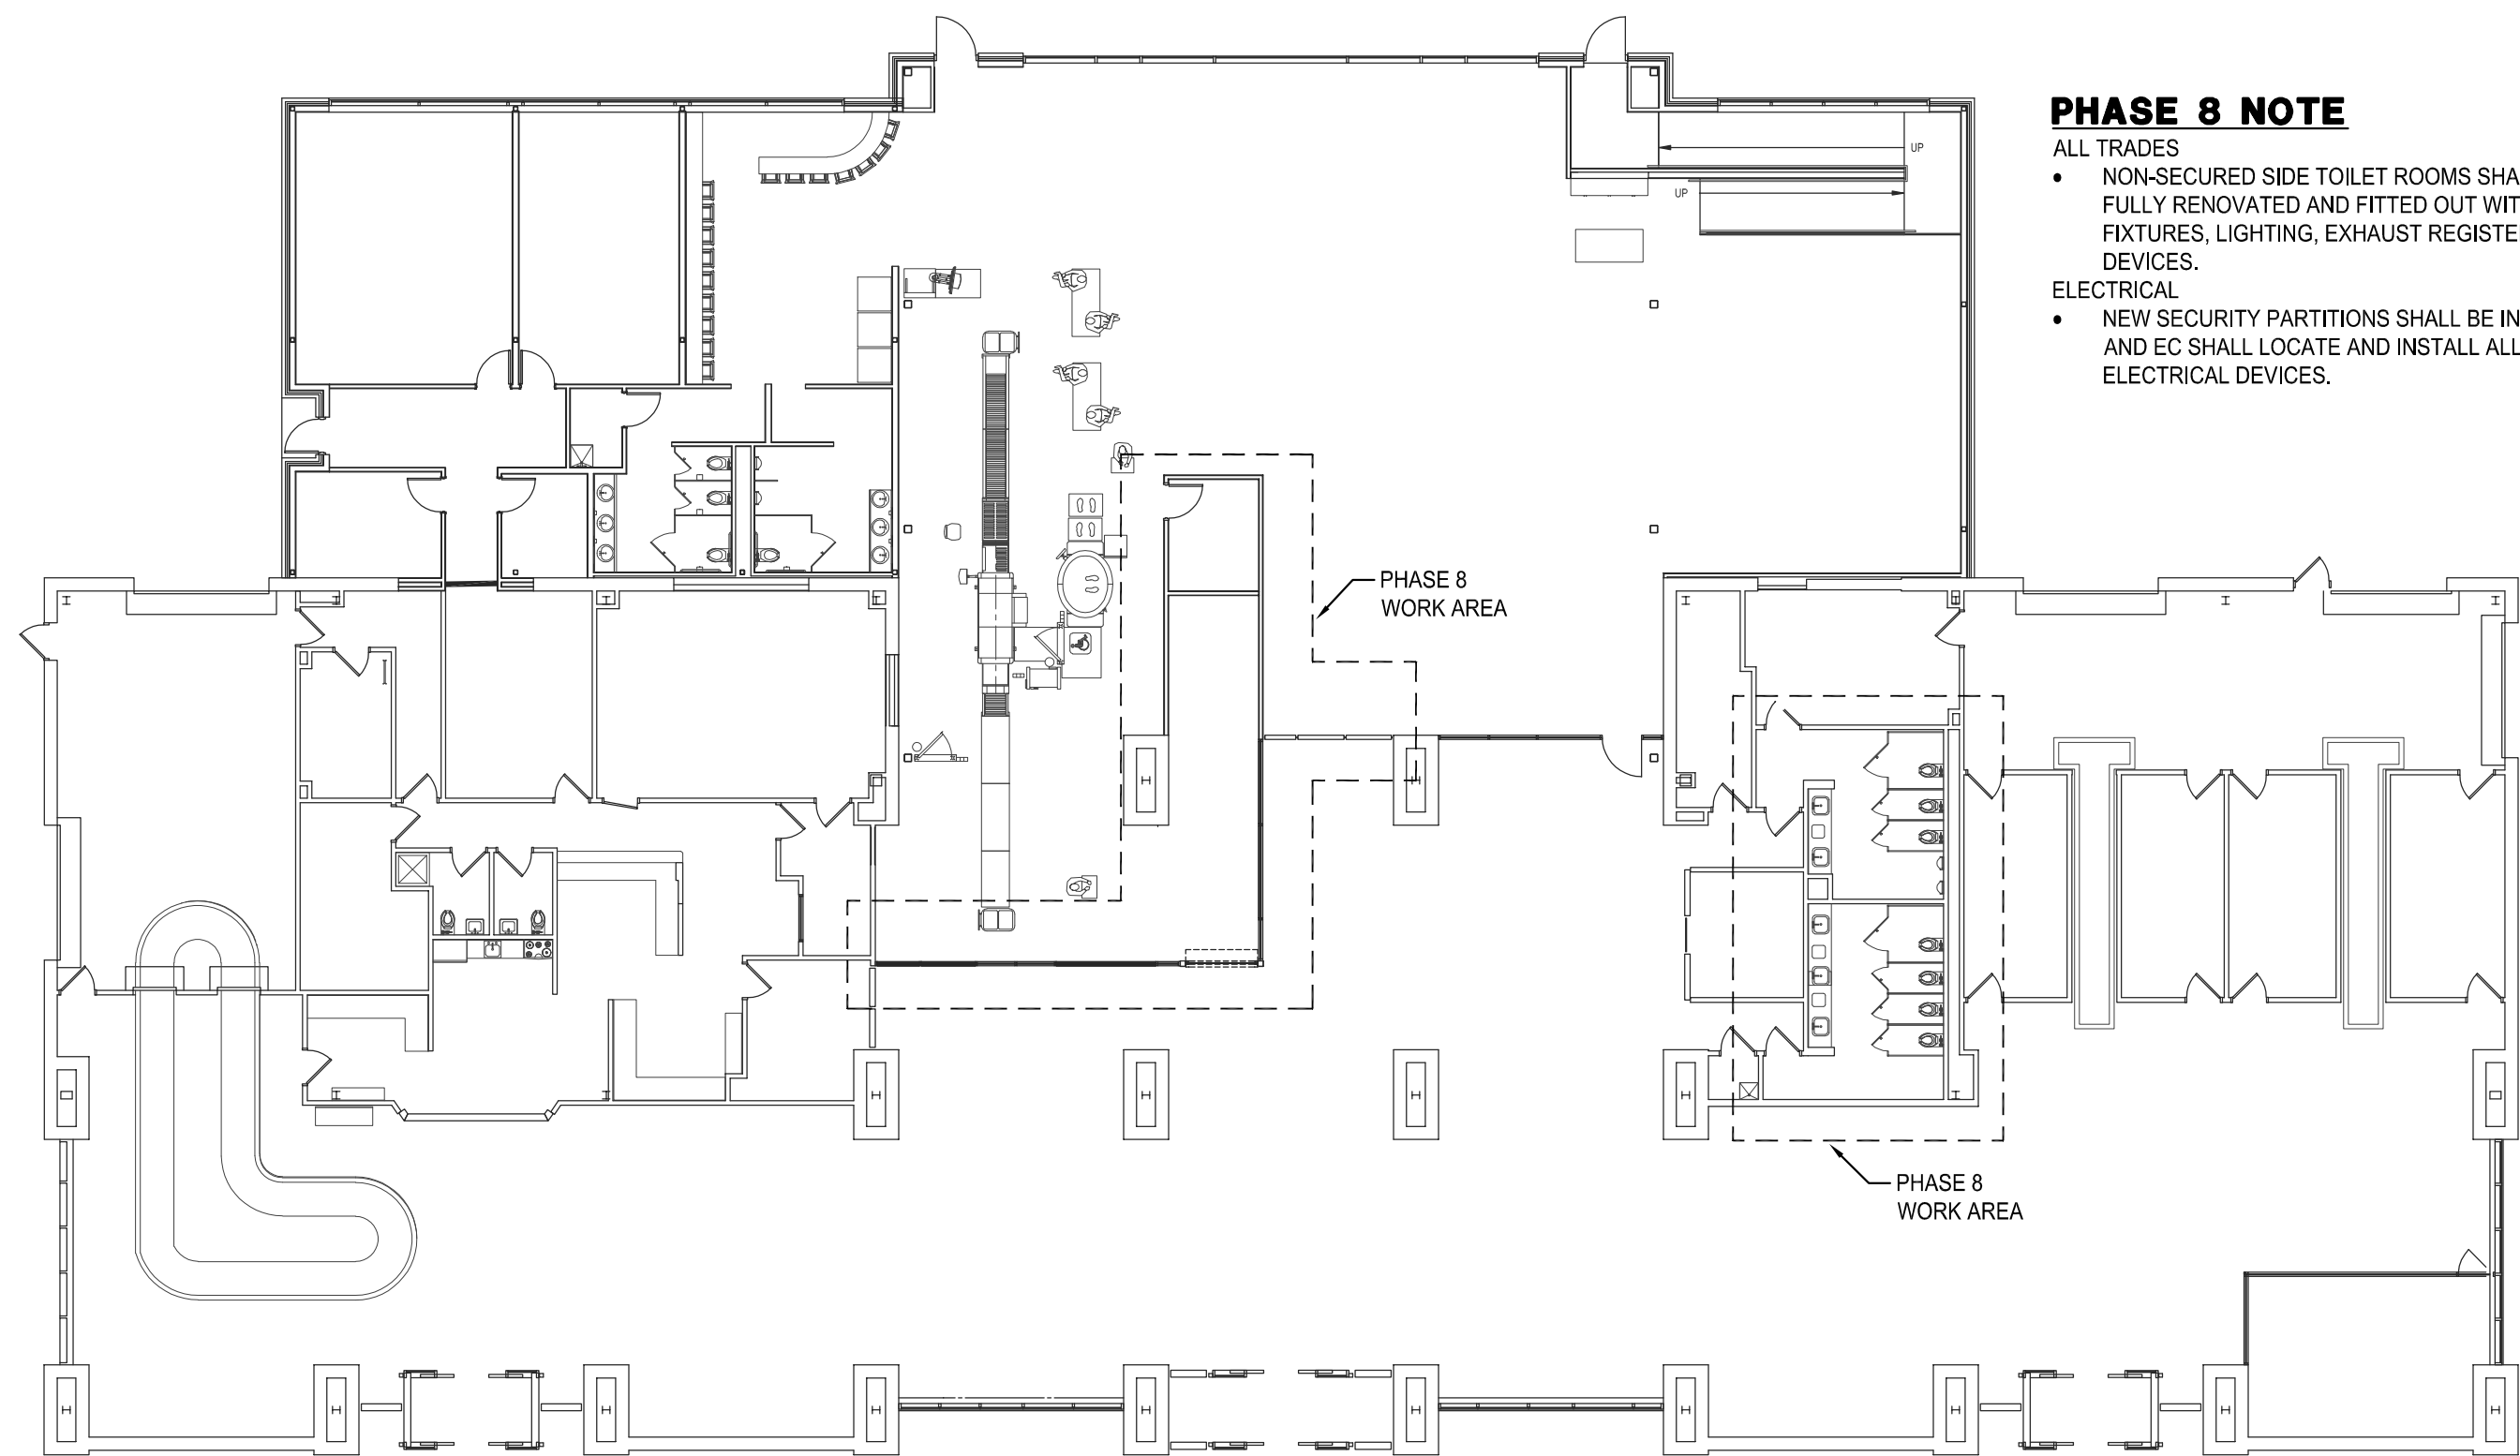 PHASE 8 NOTE
ALL TRADES
• NON-SECURED SIDE TOILET ROOMS SHA
FULLY RENOVATED AND FITTED OUT WIT
FIXTURES, LIGHTING, EXHAUST REGISTE
DEVICES.
ELECTRICAL
• NEW SECURITY PARTITIONS SHALL BE IN
AND EC SHALL LOCATE AND INSTALL ALL
ELECTRICAL DEVICES.
UP
UP
PHASE 8
WORK AREA
PHASE 8
WORK AREA